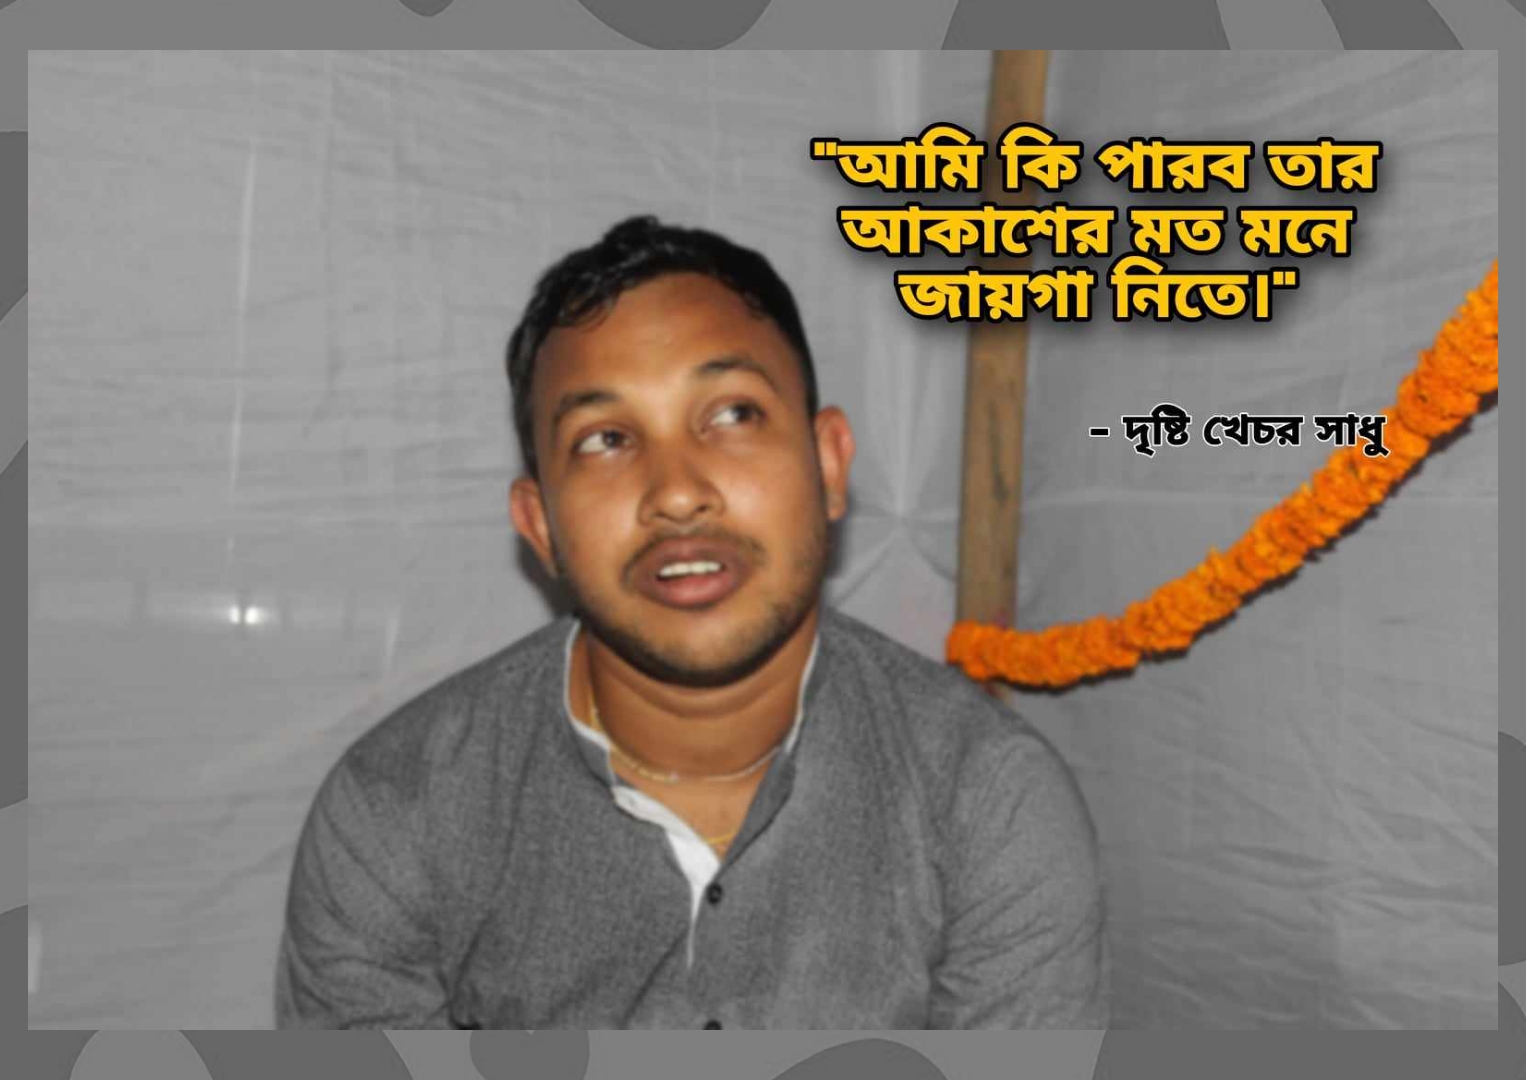 "আমি কি পারব তার
আকাশের মত মনে
জায়গা নিতে।"
- দৃষ্টি খেচর সাধু